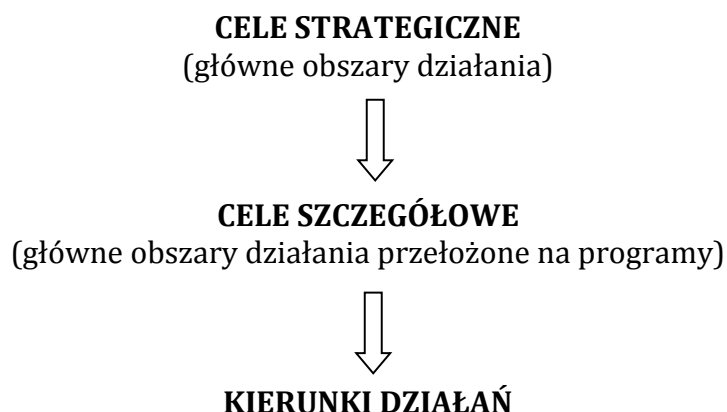 CELE STRATEGICZNE
(główne obszary działania)
CELE SZCZEGÓŁOWE
(główne obszary działania przełożone na programy)
KIERUNKI DZIAŁAŃ